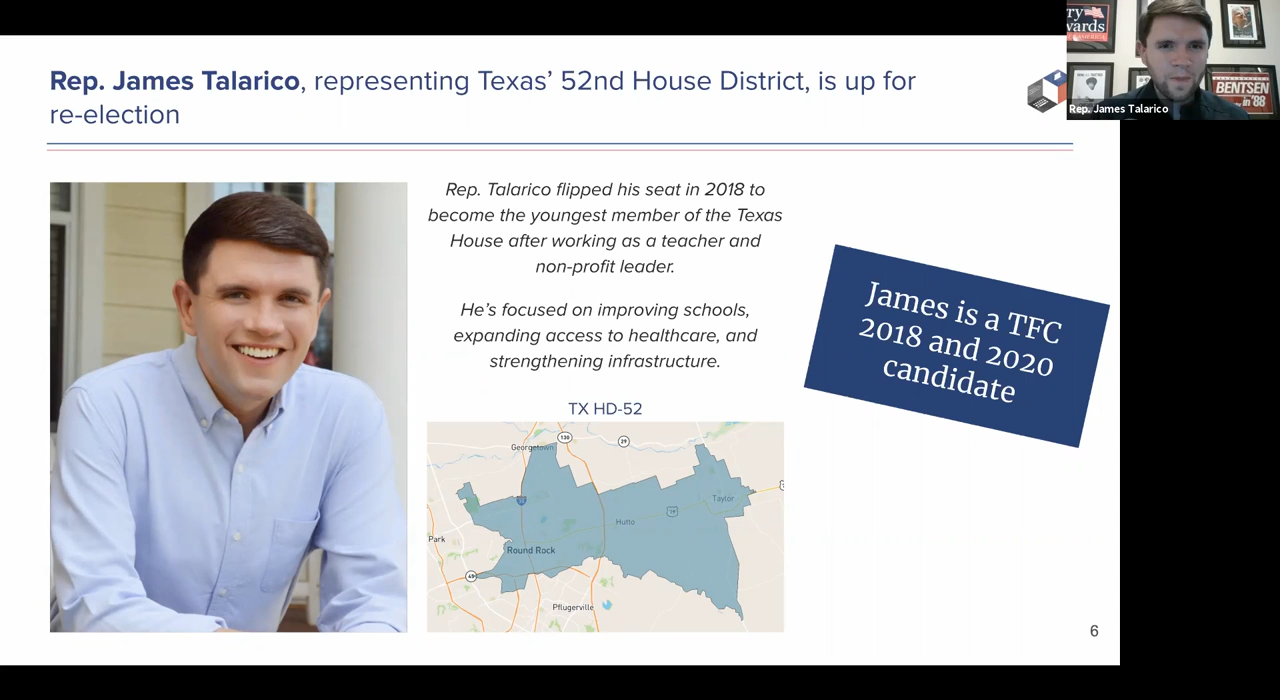 Rep. James Talarico, representing Texas’ 52nd House District, is up for
re-election
Rep. Talarico flipped his seat in 2018 to
become the youngest member of the Texas
House after working as a teacher and
non-profit leader.
He’s focused on improving schools,
expanding access to healthcare, and
strengthening infrastructure.
TX HD-52
Georgetown
130
29
Taylor
79
Hutto
Park
Round Rock
Pflugerville
James is a TFC
2018 and 2020
candidate
6
BENTSEN
in '88
Rep. James Talarico